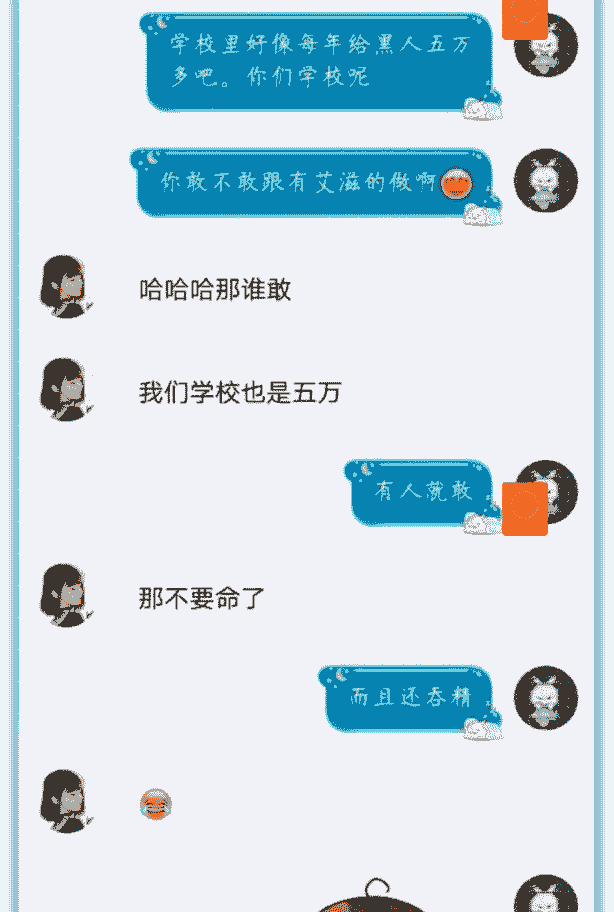 学校里好像每年给黑人五万
多吧。你们学校呢
你敢不敢跟有艾滋的做啊
哈哈哈那谁敢
我们学校也是五万
有人就敢
那不要命了
而且还吞精